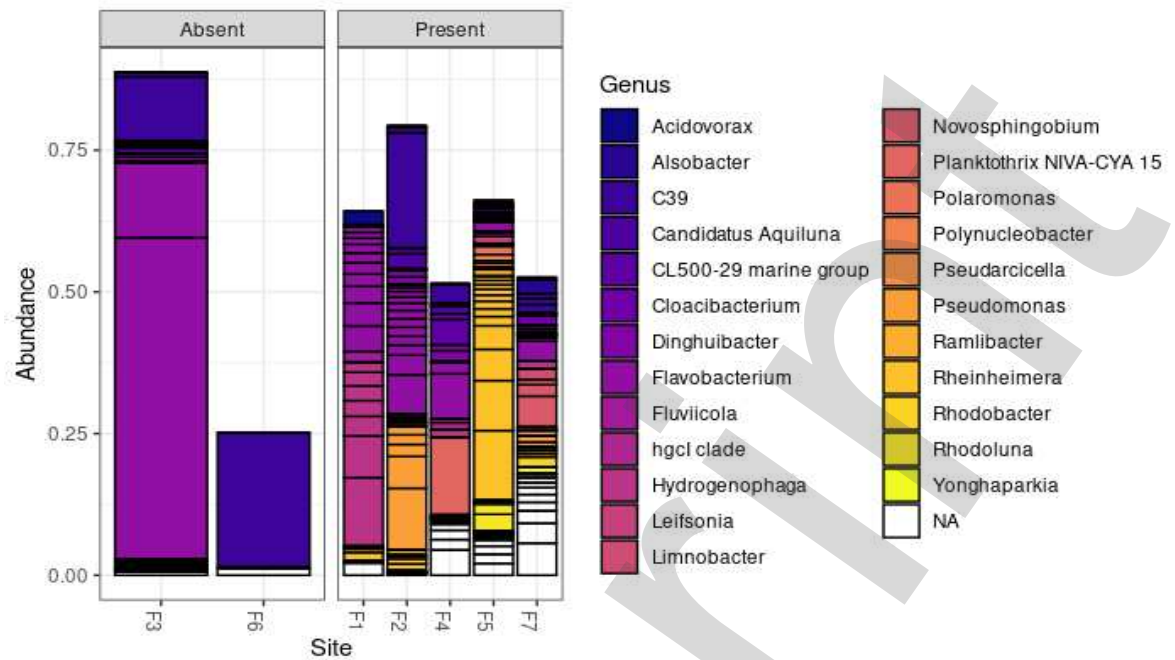 Absent
Present
Abundance
0.75
0.50
0.25
0.00
F3
F6
F1
F2
F4
F5
F7
Site
Genus
Acidovorax
Alsobacter
C39
Candidatus Aquiluna
CL500-29 marine group
Cloacibacterium
Dinghuibacter
Flavobacterium
Fluviicola
hgcI clade
Hydrogenophaga
Leifsonia
Limnobacter
Novosphingobium
Planktothrix NIVA-CYA 15
Polaromonas
Polynucleobacter
Pseudarcicella
Pseudomonas
Ramlibacter
Rheinheimera
Rhodobacter
Rhodoluna
Yonghaparkia
NA
rint